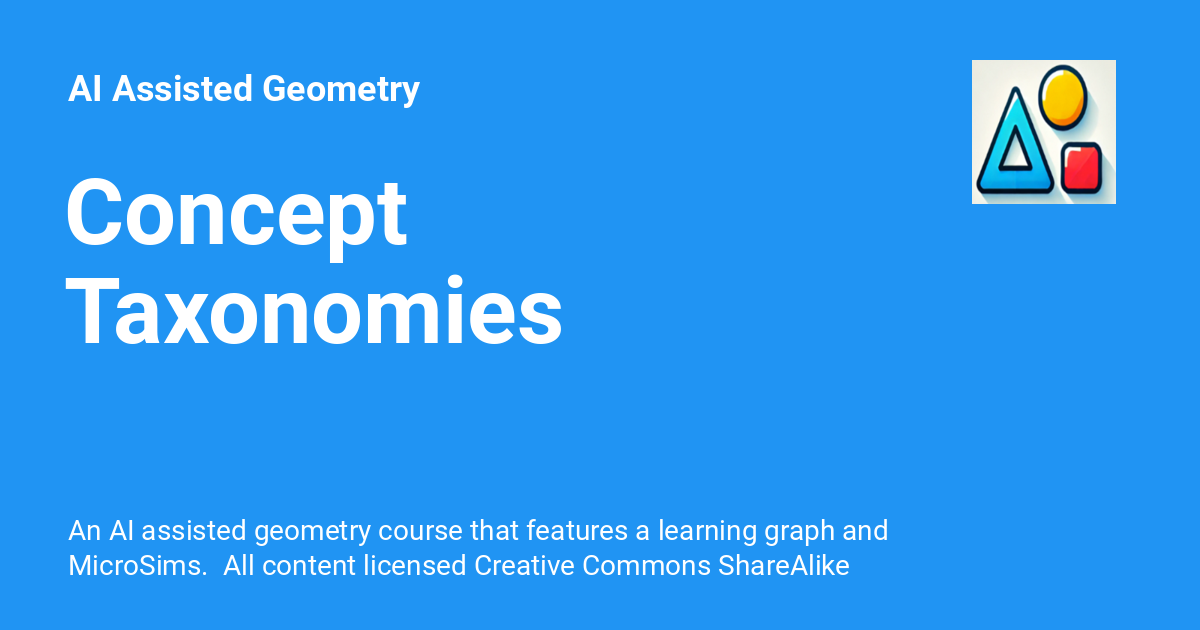 AI Assisted Geometry
Concept
Taxonomies
An AI assisted geometry course that features a learning graph and
MicroSims.  All content licensed Creative Commons ShareAlike